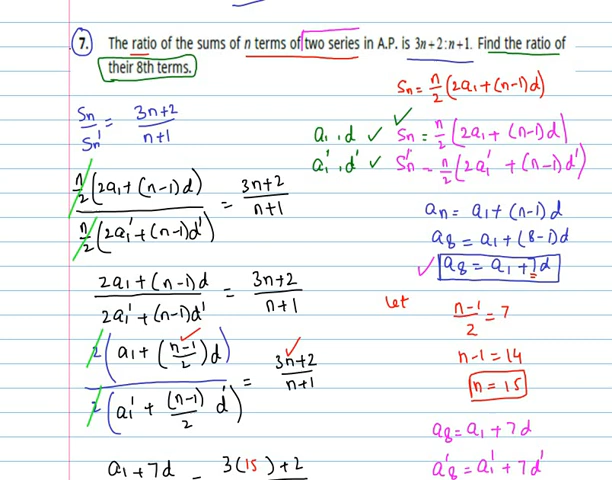 7. The ratio of the sums of n terms of two series in A.P. is 3n+2:n+1. Find the ratio of
their 8th terms.
Sn = n/2 (2a₁+(n-1)d)
Sn/Sn' = 3n+2/n+1
a₁, d ✓ Sn = n/2 (2a₁+(n-1)d)
a₁', d' ✓ Sn' = n/2 (2a₁' + (n-1)d')
n/2 (2a₁+(n-1)d) / n/2 (2a₁'+(n-1)d') = 3n+2/n+1
an = a₁+(n-1)d
a₈ = a₁+(8-1)d
✓ a₈ = a₁+7d
2a₁+(n-1)d / 2a₁'+(n-1)d' = 3n+2/n+1
Let n-1/2 = 7
n-1 = 14
n = 15
2(a₁+(n-1/2)d) / 2(a₁'+(n-1)/2 d') = 3n+2/n+1
a₈ = a₁+7d
a₈' = a₁'+7d'
a₁+7d = 3(15)+2